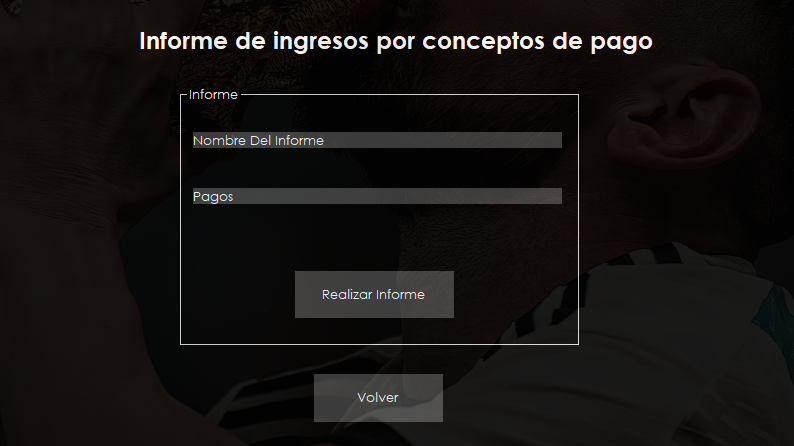 Informe de ingresos por conceptos de pago
Informe
Nombre Del Informe
Pagos
Realizar Informe
Volver